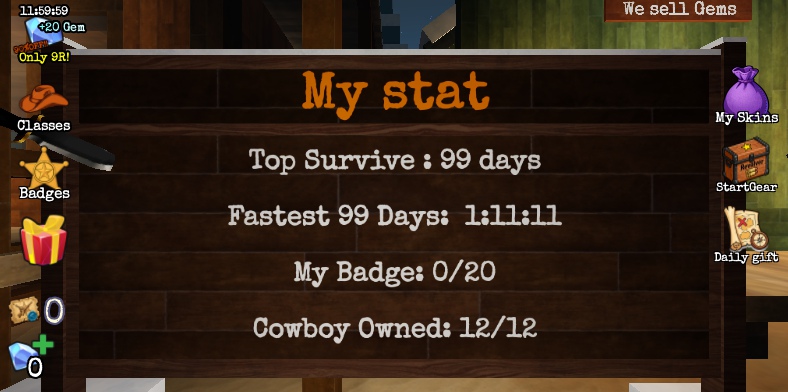 11:59:59
+20 Gem
Only 9R!
Classes
Badges
0
0
My stat
Top Survive : 99 days
Fastest 99 Days: 1:11:11
My Badge: 0/20
Cowboy Owned: 12/12
We sell Gems
My Skins
StartGear
Daily gift